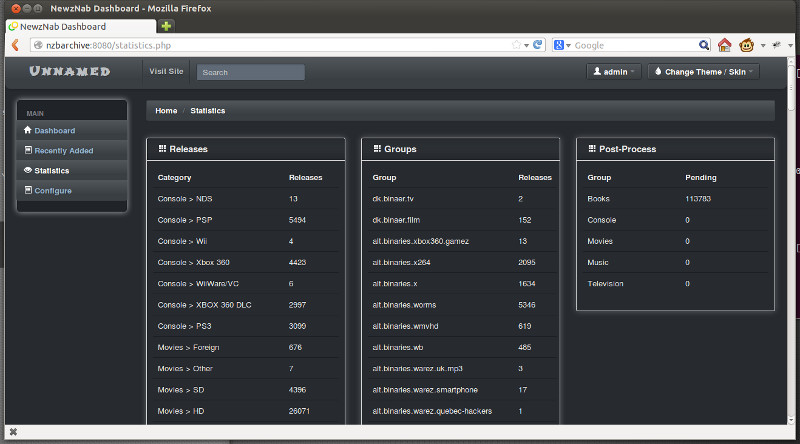 NewzNab Dashboard - Mozilla Firefox
NewzNab Dashboard
nzbarchive:8080/statistics.php
Google
UNNAMED
Visit Site
Search
admin
Change Theme / Skin
MAIN
Dashboard
Recently Added
Statistics
Configure
Home / Statistics
Releases
Category Releases
Console > NDS 13
Console > PSP 5494
Console > Wii 4
Console > Xbox 360 4423
Console > WiiWare/VC 6
Console > XBOX 360 DLC 2997
Console > PS3 3099
Movies > Foreign 676
Movies > Other 7
Movies > SD 4396
Movies > HD 26071
Groups
Group Releases
dk.binaer.tv 2
dk.binaer.film 152
alt.binaries.xbox360.gamez 13
alt.binaries.x264 2095
alt.binaries.x 1634
alt.binaries.worms 5346
alt.binaries.wmvhd 619
alt.binaries.wb 485
alt.binaries.warez.uk.mp3 3
alt.binaries.warez.smartphone 17
alt.binaries.warez.quebec-hackers 1
Post-Process
Group Pending
Books 113783
Console 0
Movies 0
Music 0
Television 0